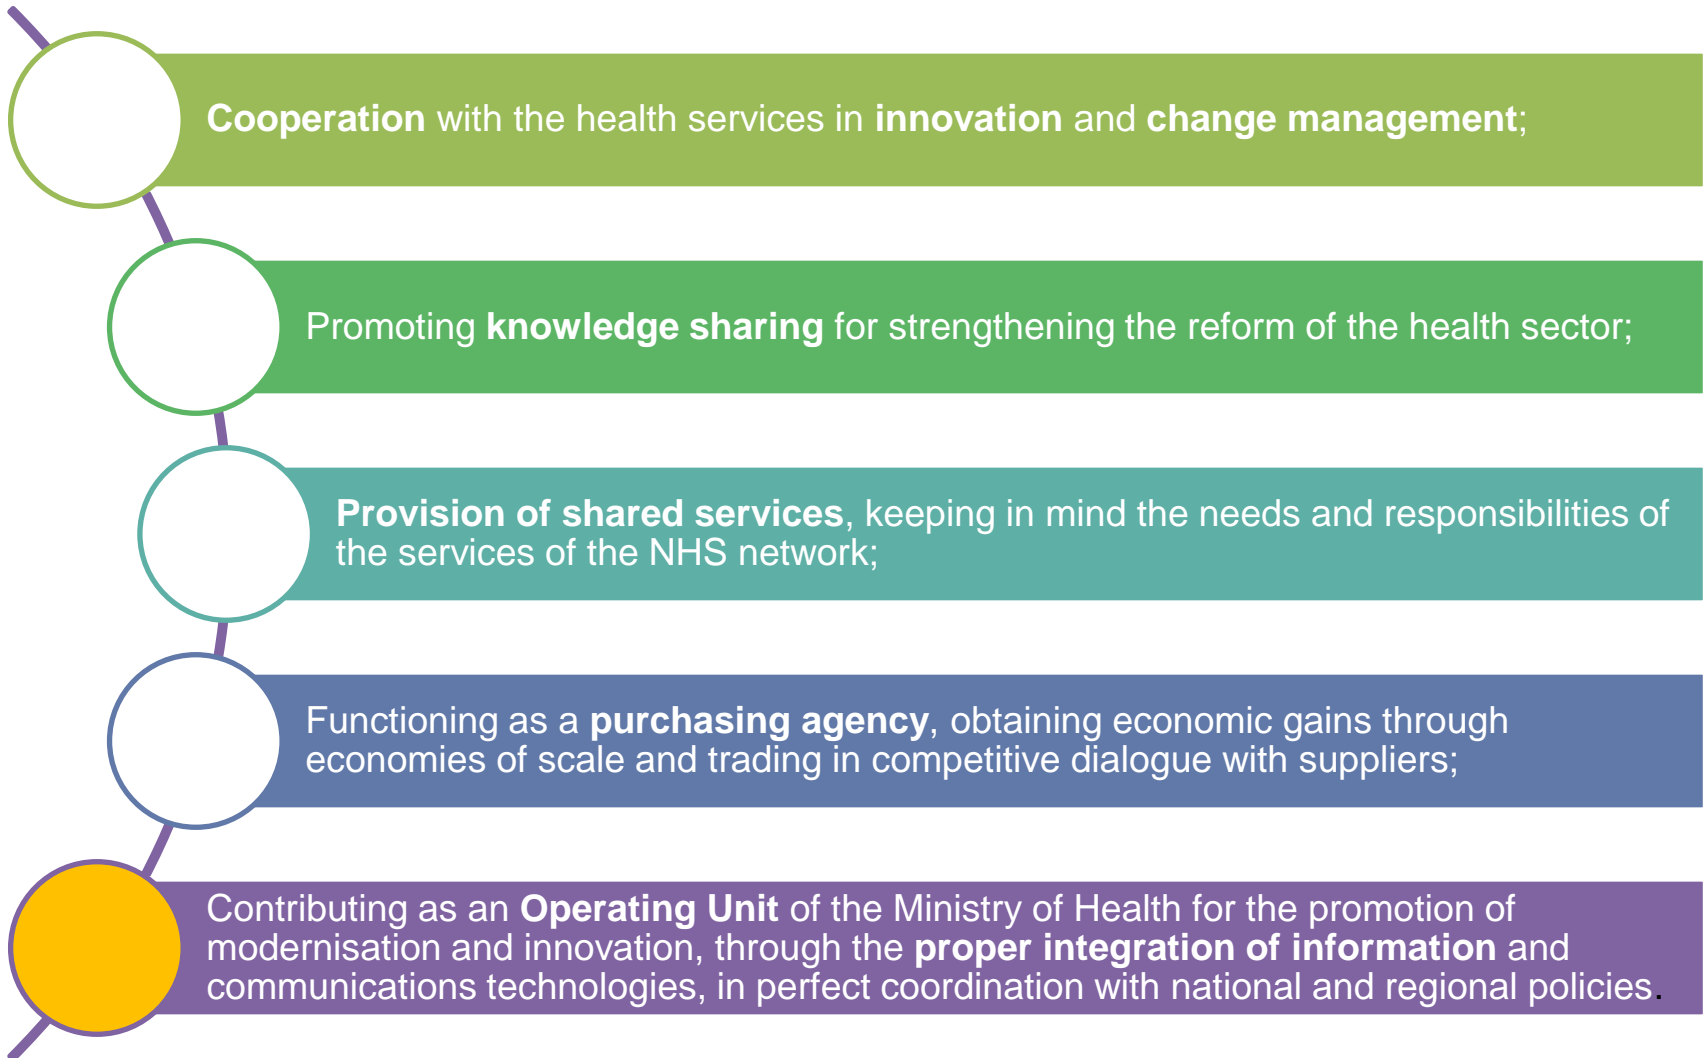 Cooperation with the health services in innovation and change management;
Promoting knowledge sharing for strengthening the reform of the health sector;
Provision of shared services, keeping in mind the needs and responsibilities of
the services of the NHS network;
Functioning as a purchasing agency, obtaining economic gains through
economies of scale and trading in competitive dialogue with suppliers;
Contributing as an Operating Unit of the Ministry of Health for the promotion of
modernisation and innovation, through the proper integration of information and
communications technologies, in perfect coordination with national and regional policies.